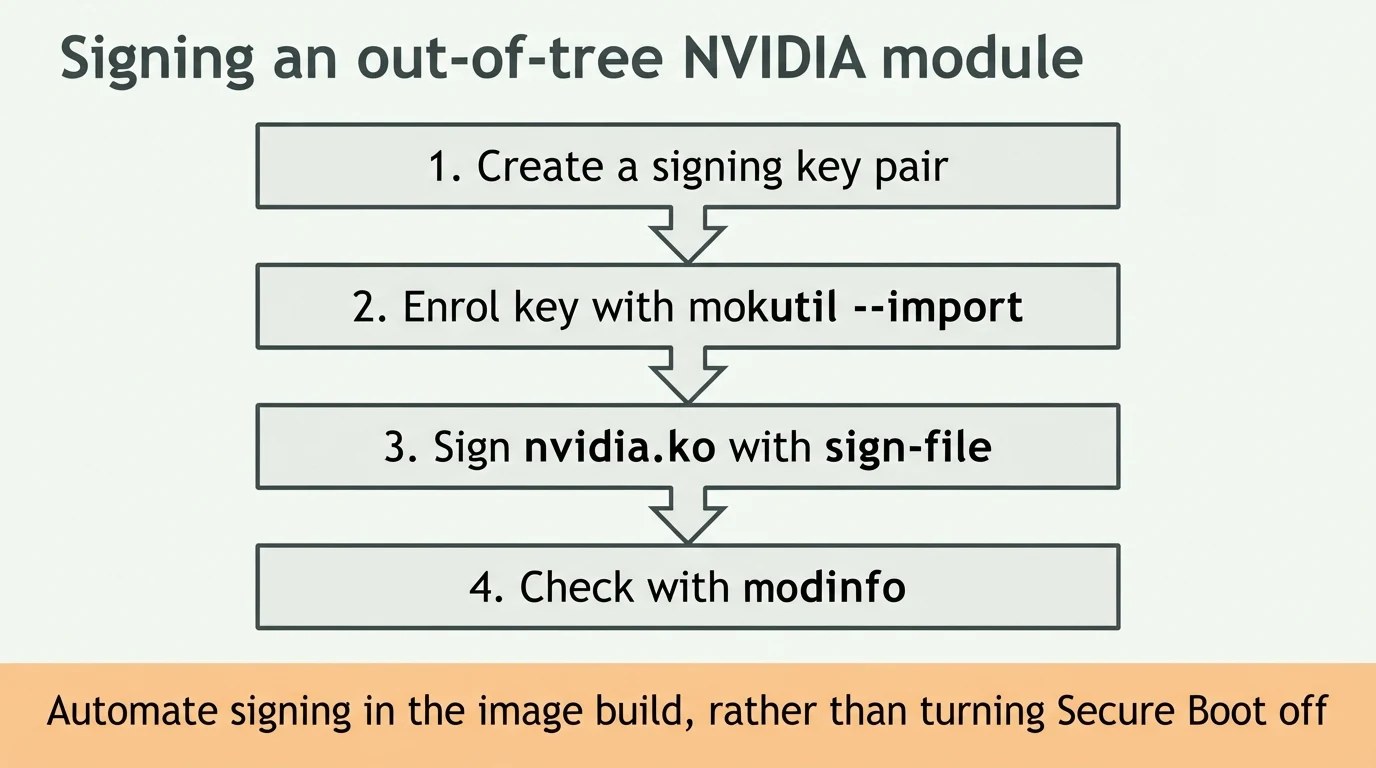 Signing an out-of-tree NVIDIA module
1. Create a signing key pair
2. Enrol key with mokutil --import
3. Sign nvidia.ko with sign-file
4. Check with modinfo
Automate signing in the image build, rather than turning Secure Boot off